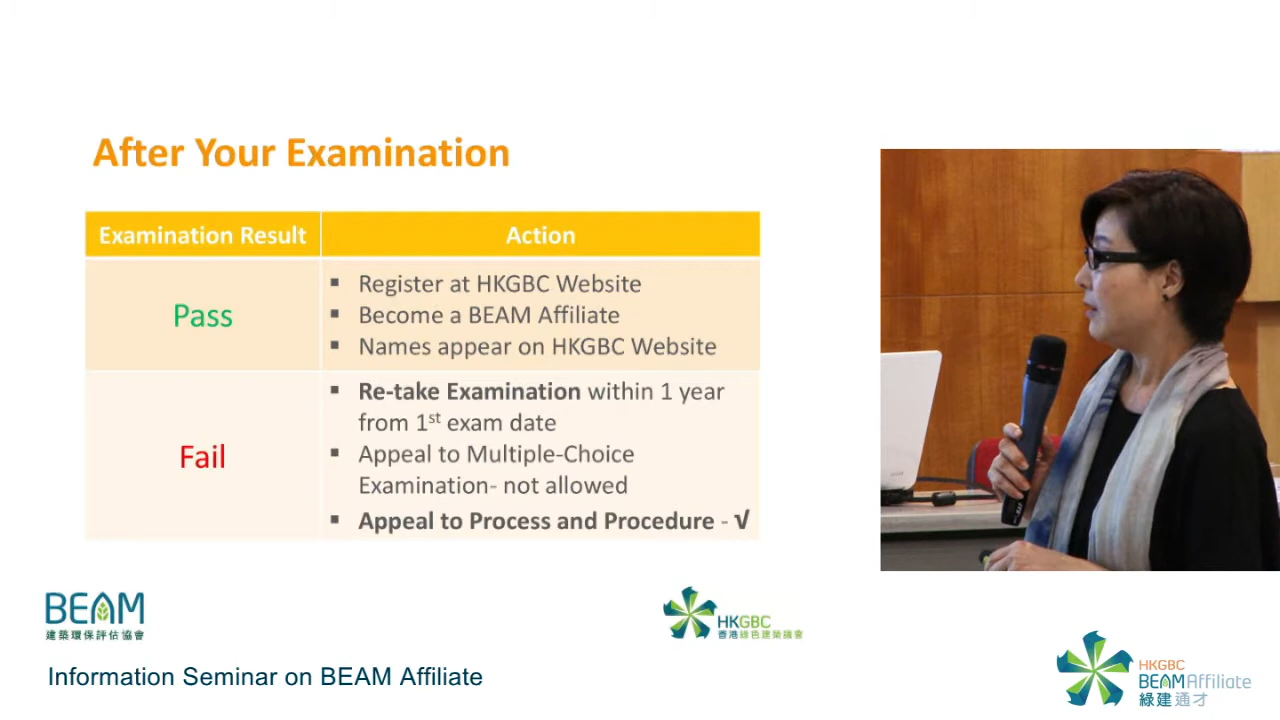 After Your Examination
Examination Result
Action
Pass
▪ Register at HKGBC Website
▪ Become a BEAM Affiliate
▪ Names appear on HKGBC Website
Fail
▪ Re-take Examination within 1 year
from 1st exam date
▪ Appeal to Multiple-Choice
Examination- not allowed
▪ Appeal to Process and Procedure - √
BEAM
建築環保評估協會
HKGBC
香港綠色建築議會
Information Seminar on BEAM Affiliate
HKGBC
BEAMAffiliate
綠建通才